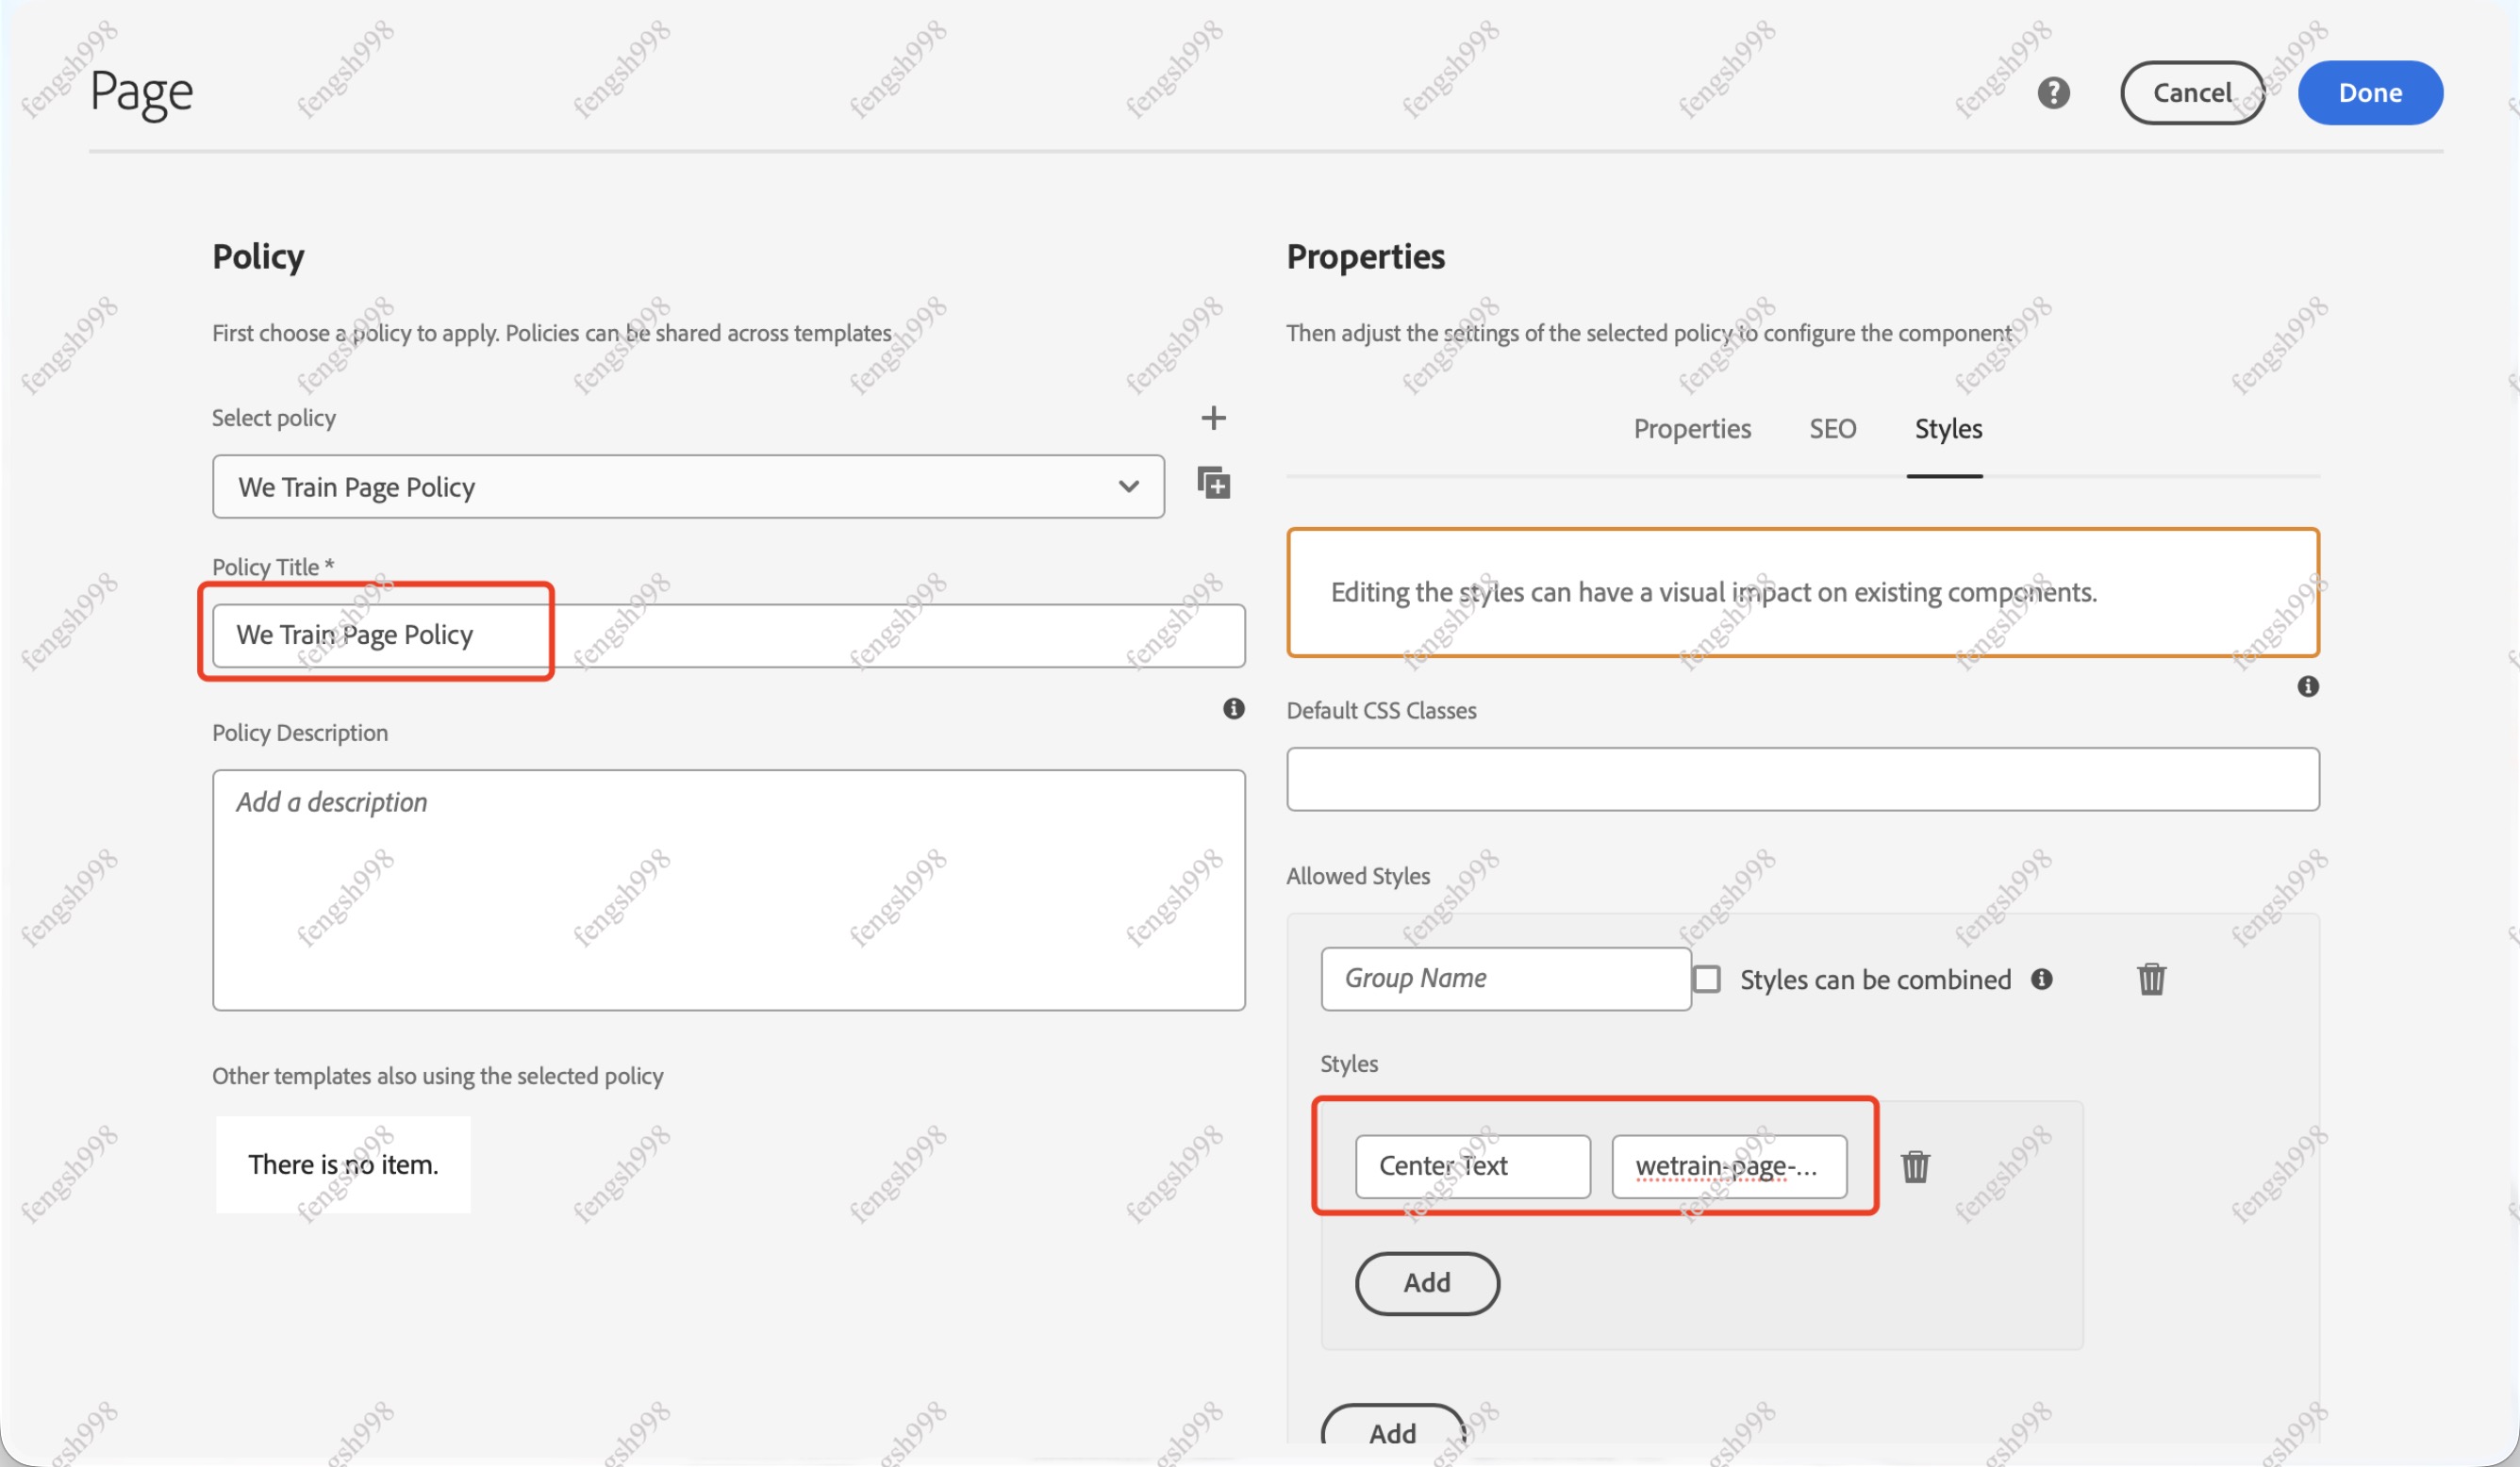 Page
Cancel
Done
Policy
First choose a policy to apply. Policies can be shared across templates
Select policy
We Train Page Policy
Policy Title *
We Train Page Policy
Policy Description
Add a description
Other templates also using the selected policy
There is no item.
Properties
Then adjust the settings of the selected policy to configure the component
Properties SEO Styles
Editing the styles can have a visual impact on existing components.
Default CSS Classes
Allowed Styles
Group Name
Styles can be combined
Styles
Center Text
wetrain-page-...
Add
Add
fengsh998